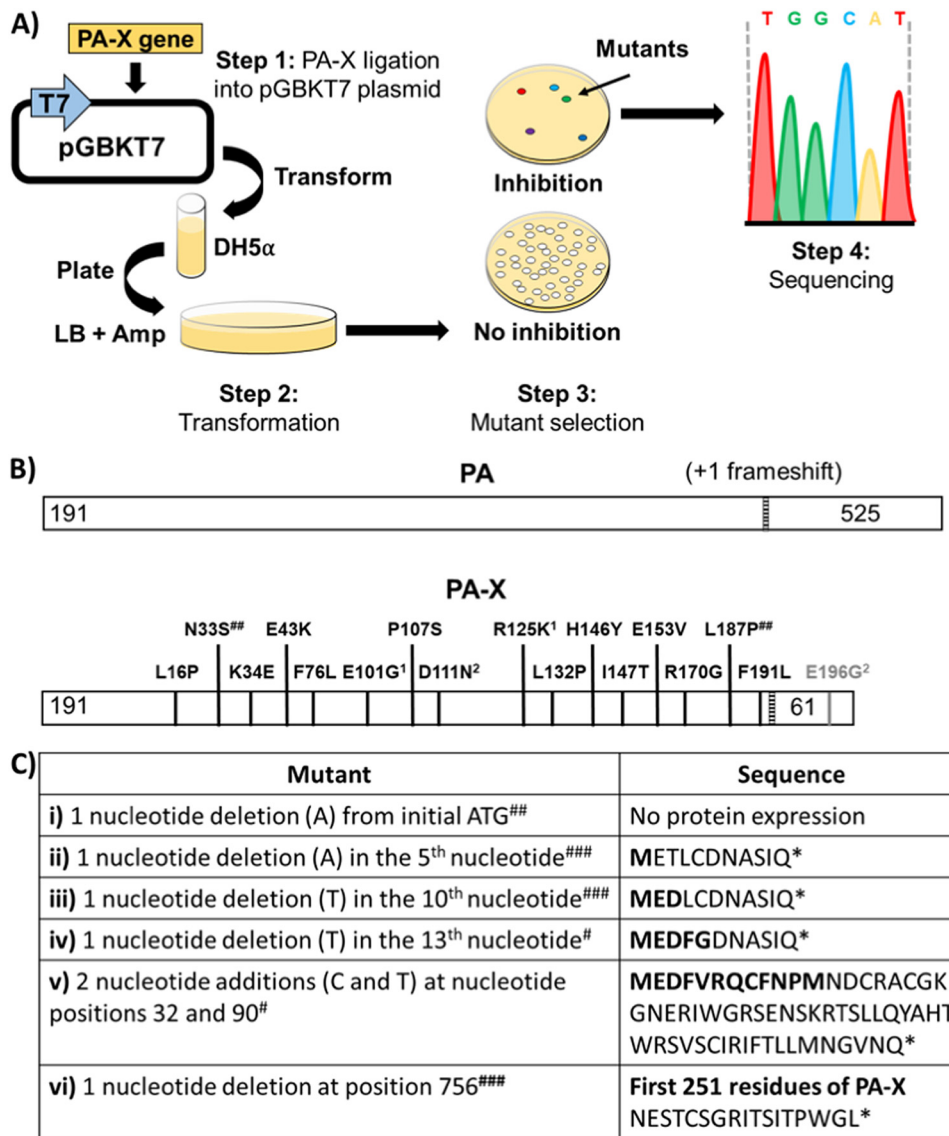 A)
PA-X gene
Step 1: PA-X ligation
into pGBKT7 plasmid
T7
pGBKT7
Transform
DH5α
Plate
LB + Amp
Step 2:
Transformation
Mutants
Inhibition
No inhibition
Step 3:
Mutant selection
T G G C A T
Step 4:
Sequencing
B)
PA
(+1 frameshift)
191
525
PA-X
N33S## E43K P107S R125K¹ H146Y E153V L187P##
L16P K34E F76L E101G¹ D111N² L132P I147T R170G F191L E196G²
191
61
C)
Mutant Sequence
i) 1 nucleotide deletion (A) from initial ATG## No protein expression
ii) 1 nucleotide deletion (A) in the 5th nucleotide### METLCDNASIQ*
iii) 1 nucleotide deletion (T) in the 10th nucleotide### MEDLCDNASIQ*
iv) 1 nucleotide deletion (T) in the 13th nucleotide# MEDFGDNASIQ*
v) 2 nucleotide additions (C and T) at nucleotide
positions 32 and 90#
MEDFVRQCFNPMNDCRACGK
GNERIWGRSENSKRTSLLQYAHT
WRSVSCIRIFTLLMNGVNQ*
vi) 1 nucleotide deletion at position 756###
First 251 residues of PA-X
NESTCSGRITSITPWGL*